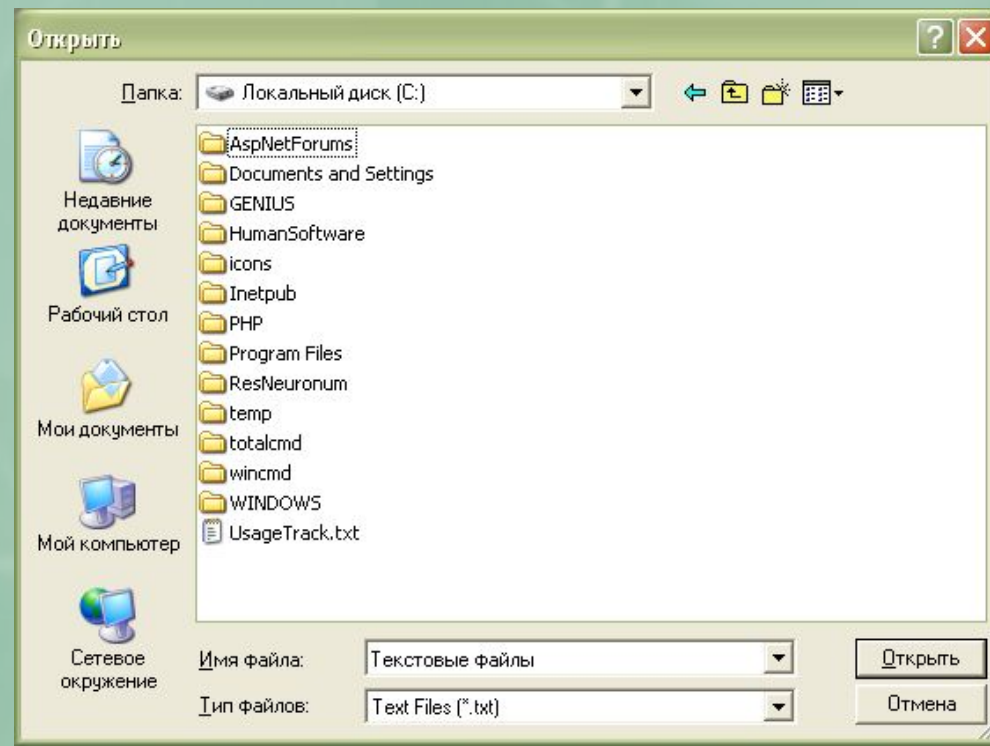 Открыть
Папка: Локальный диск (C:)
Недавние
документы
Рабочий стол
Мои документы
Мой компьютер
Сетевое
окружение
AspNetForums
Documents and Settings
GENIUS
HumanSoftware
icons
Inetpub
PHP
Program Files
ResNeuronum
temp
totalcmd
wincmd
WINDOWS
UsageTrack.txt
Имя файла: Текстовые файлы Открыть
Тип файлов: Text Files (*.txt) Отмена